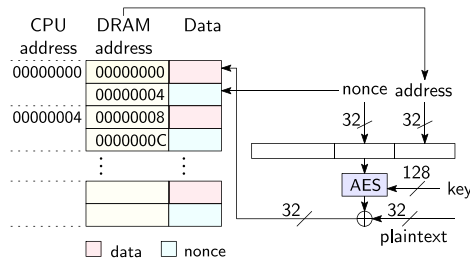 CPU DRAM Data
address address
00000000 00000000
00000004
00000004 00000008
0000000C
data nonce
nonce address
32 32
AES 128
key
32 32
plaintext